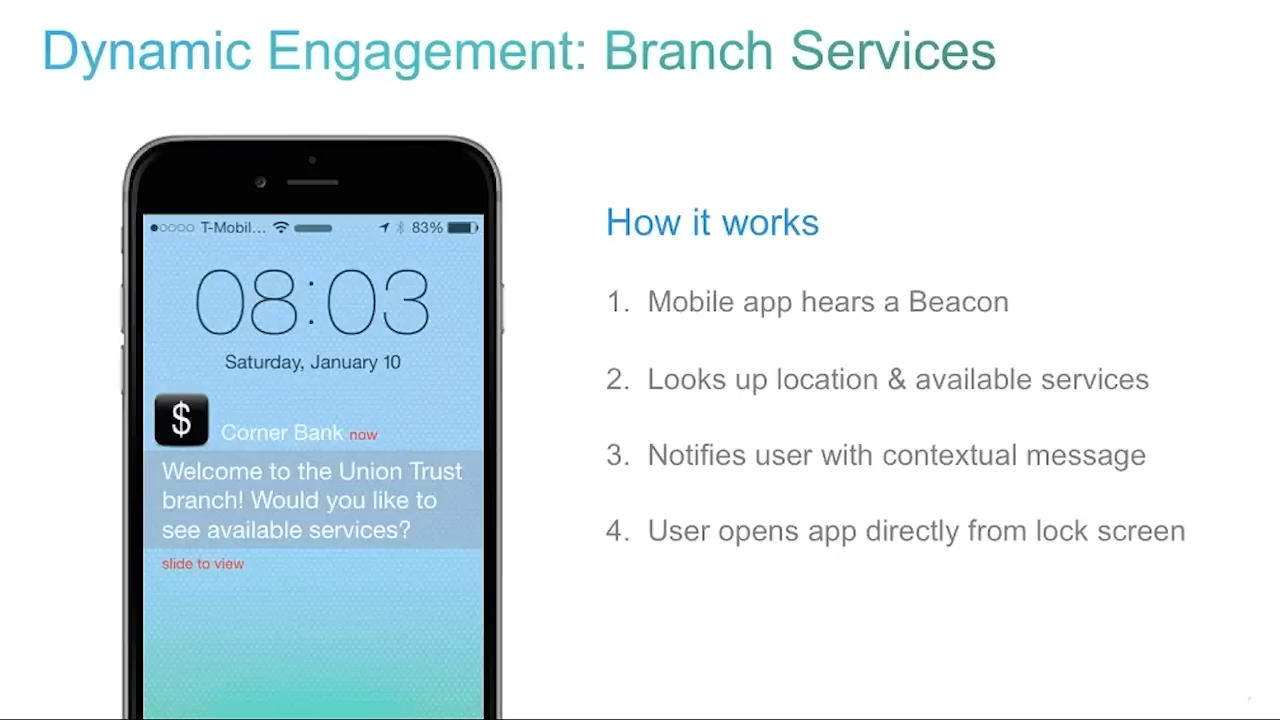 Dynamic Engagement: Branch Services
T-Mobil... 83%
08:03
Saturday, January 10
$
Corner Bank now
Welcome to the Union Trust
branch! Would you like to
see available services?
slide to view
How it works
1. Mobile app hears a Beacon
2. Looks up location & available services
3. Notifies user with contextual message
4. User opens app directly from lock screen